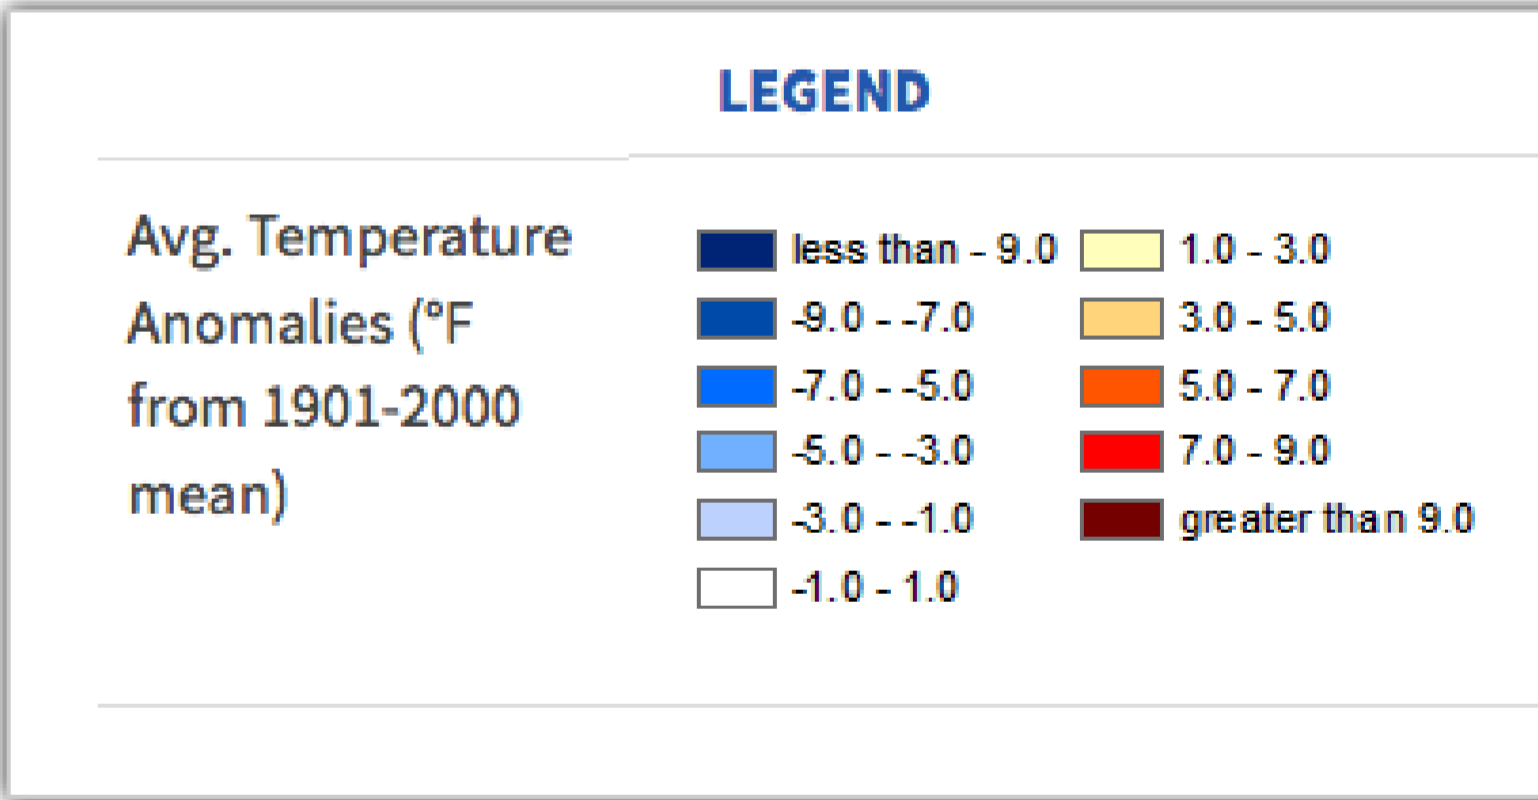 LEGEND
Avg. Temperature
Anomalies (°F
from 1901-2000
mean)
less than - 9.0
-9.0 - -7.0
-7.0 - -5.0
-5.0 - -3.0
-3.0 - -1.0
-1.0 - 1.0
1.0 - 3.0
3.0 - 5.0
5.0 - 7.0
7.0 - 9.0
greater than 9.0